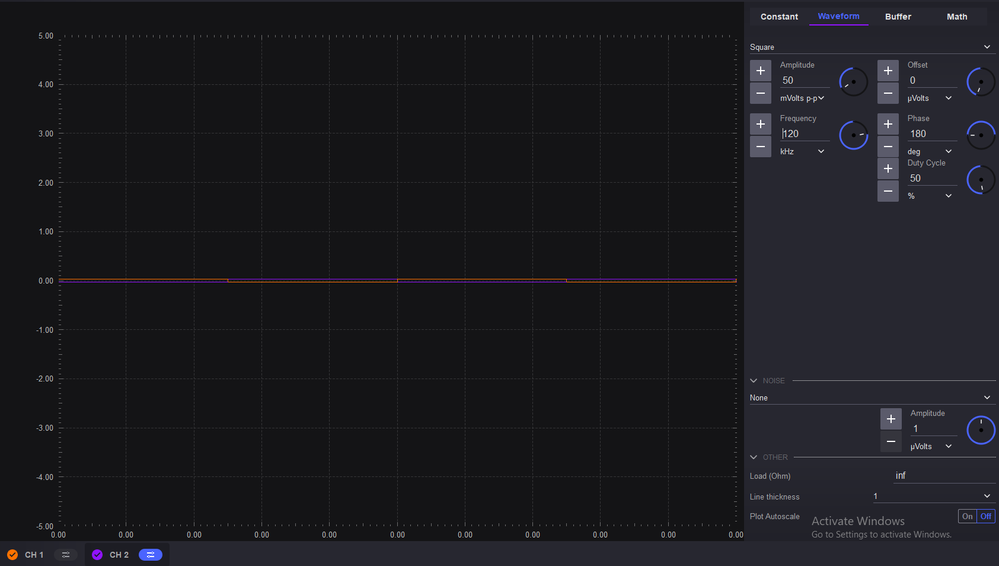 Constant Waveform Buffer Math
Square
Amplitude
50
mVolts p-p
Offset
0
µVolts
Frequency
120
kHz
Phase
180
deg
Duty Cycle
50
%
5.00
4.00
3.00
2.00
1.00
0.00
-1.00
-2.00
-3.00
-4.00
-5.00
0.00 0.00 0.00 0.00 0.00 0.00 0.00 0.00 0.00 0.00 0.00
NOISE
None
Amplitude
1
µVolts
OTHER
Load (Ohm) inf
Line thickness 1
Plot Autoscale On Off
Activate Windows
Go to Settings to activate Windows.
CH 1 CH 2